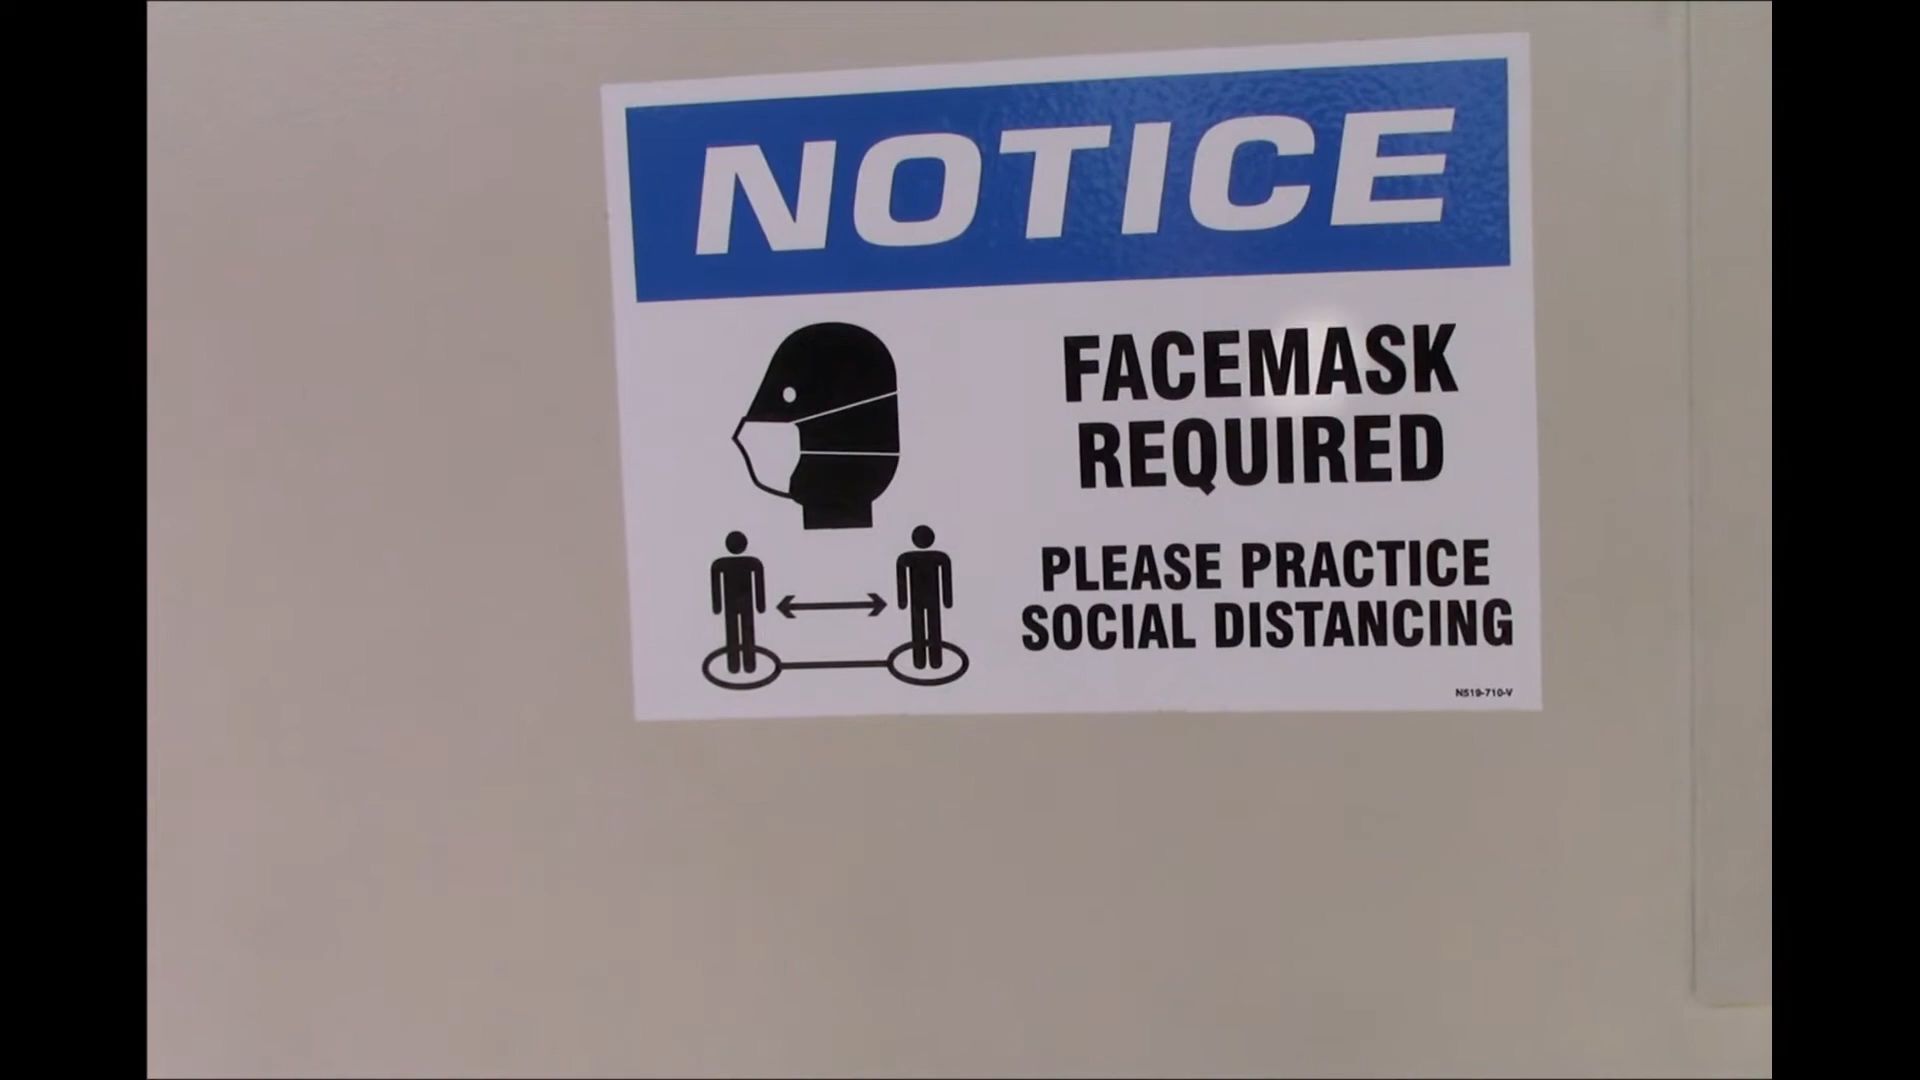 NOTICE
FACEMASK
REQUIRED
PLEASE PRACTICE
SOCIAL DISTANCING
N519-710-V